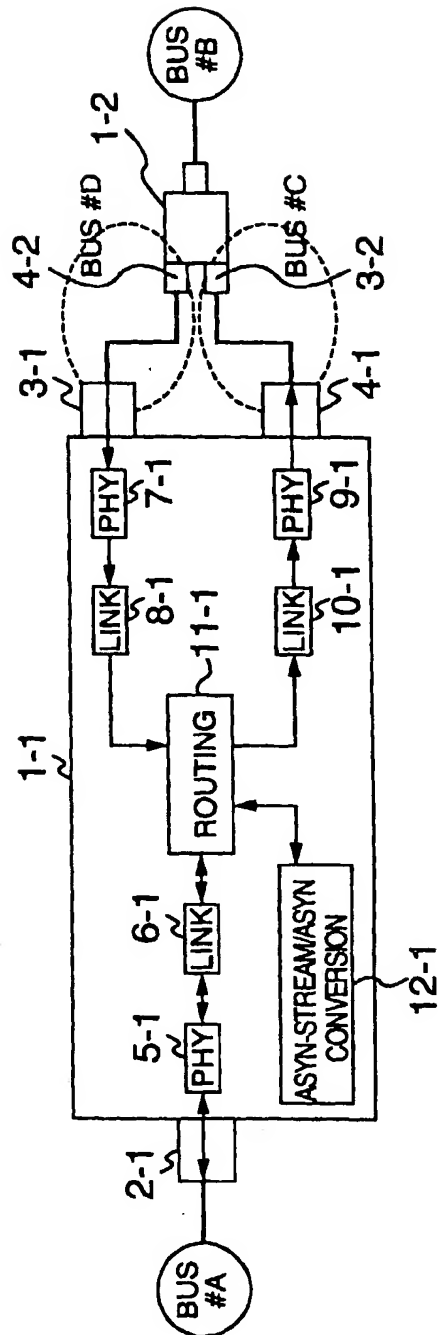 1-1
BUS
#A
2-1
PHY
5-1
LINK
6-1
ROUTING
11-1
ASYN-STREAM/ASYN
CONVERSION
12-1
LINK
8-1
PHY
7-1
3-1
LINK
10-1
PHY
9-1
4-1
4-2
BUS #D
1-2
BUS #C
3-2
BUS
#B